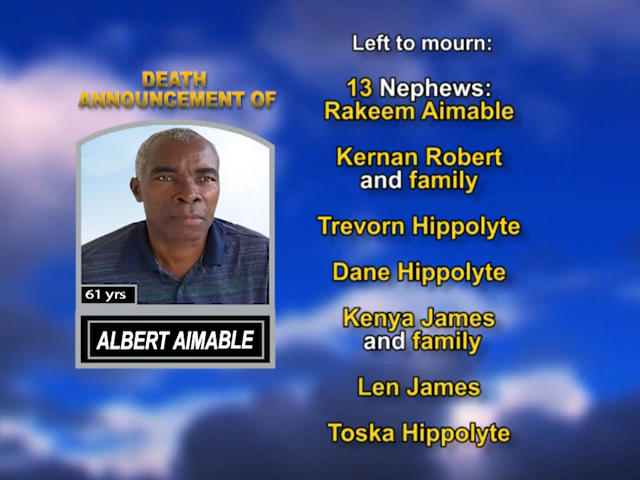 DEATH
ANNOUNCEMENT OF
61 yrs
ALBERT AIMABLE
Left to mourn:
13 Nephews:
Rakeem Aimable
Kernan Robert
and family
Trevorn Hippolyte
Dane Hippolyte
Kenya James
and family
Len James
Toska Hippolyte